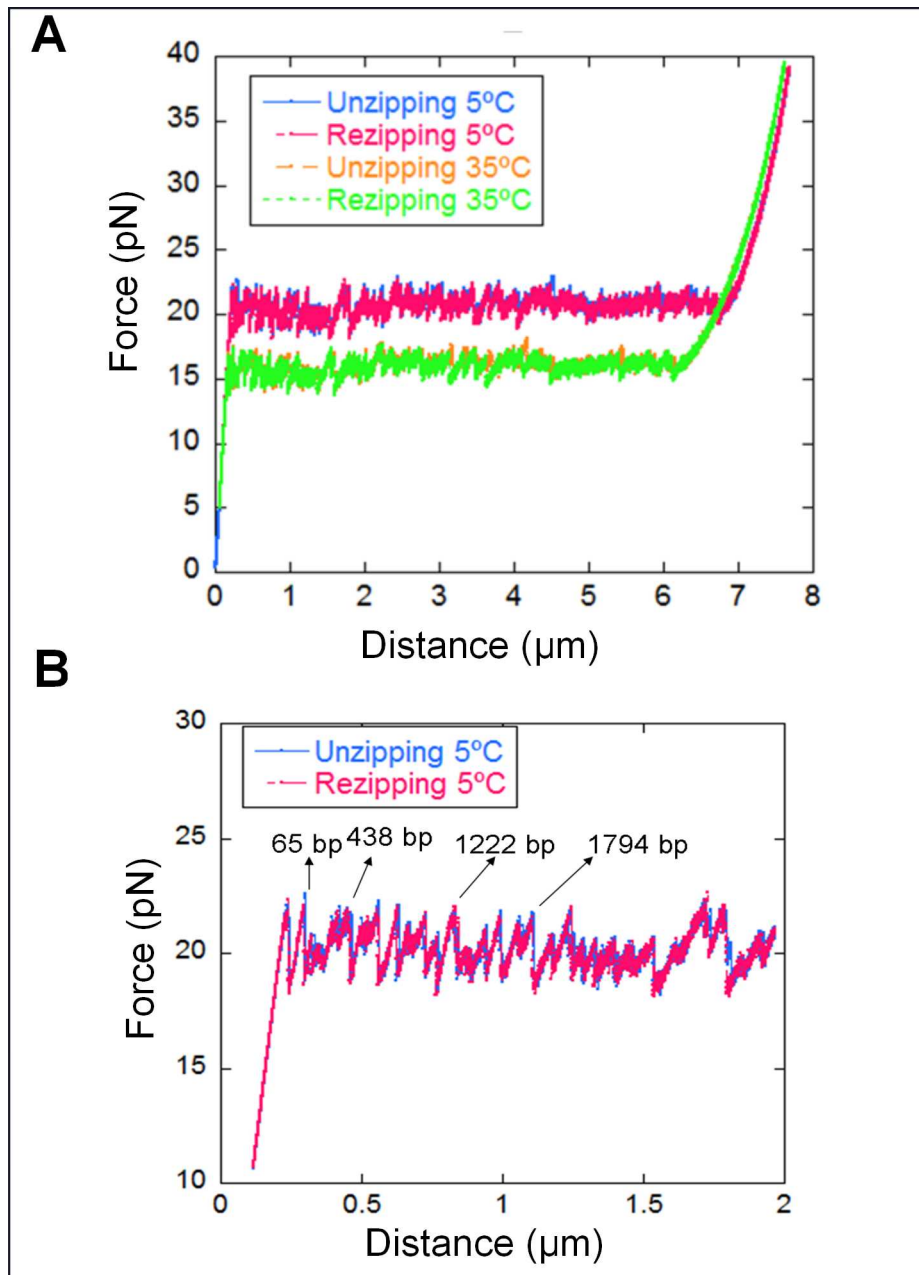 A
40
35
30
25
20
15
10
5
0
Force (pN)
Unzipping 5ºC
Rezipping 5ºC
Unzipping 35ºC
Rezipping 35ºC
0 1 2 3 4 5 6 7 8
Distance (µm)
B
30
25
20
15
10
Force (pN)
Unzipping 5ºC
Rezipping 5ºC
65 bp 438 bp 1222 bp 1794 bp
0 0.5 1 1.5 2
Distance (µm)